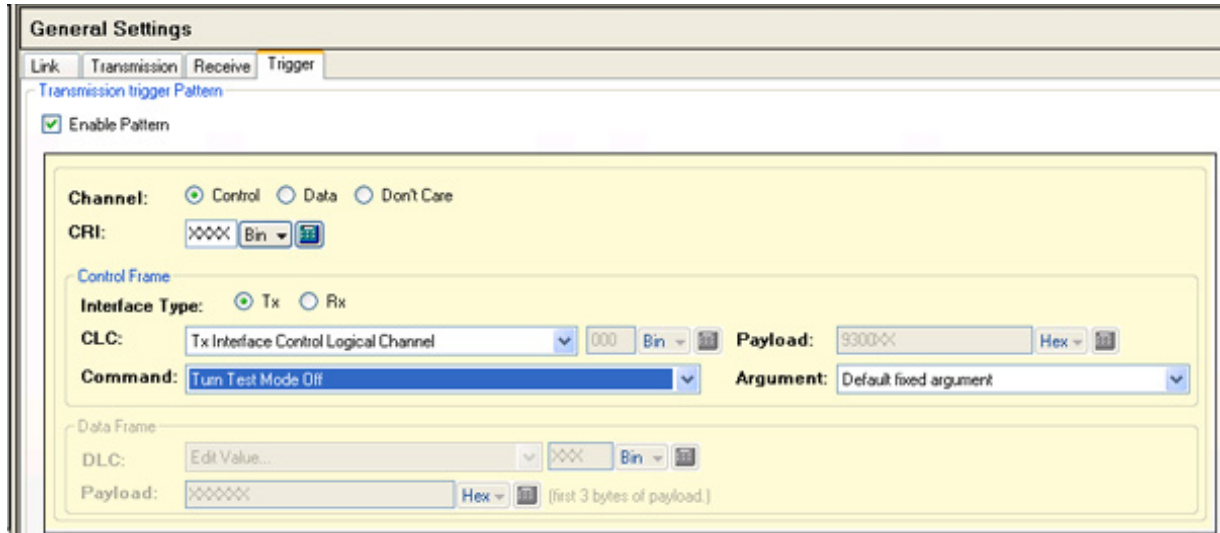 General Settings
Link Transmission Receive Trigger
Transmission trigger Pattern
Enable Pattern
Channel: Control Data Don't Care
CRI: XXXX Bin
Control Frame
Interface Type: Tx Rx
CLC: Tx Interface Control Logical Channel 000 Bin Payload: 9300XX Hex
Command: Turn Test Mode Off Argument: Default fixed argument
Data Frame
DLC: Edit Value... XXX Bin
Payload: XXXXXX Hex (first 3 bytes of payload.)